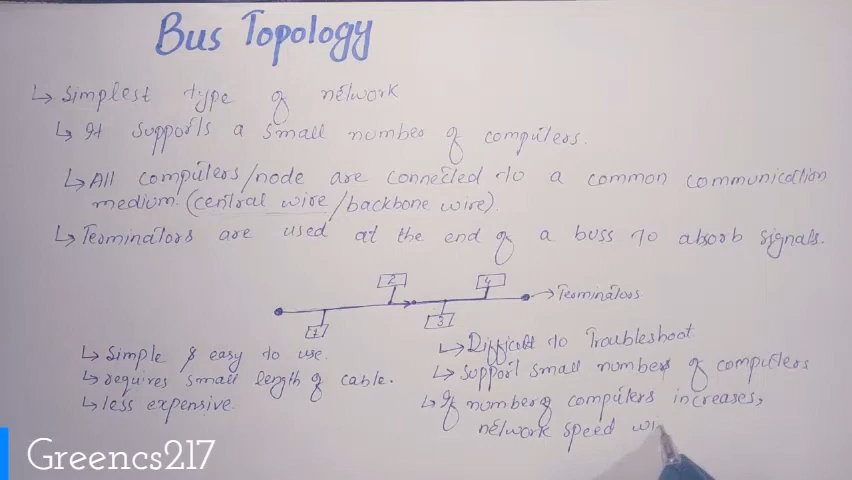 Bus Topology
↳ Simplest type of network
↳ It supports a small number of computers.
↳ All computers/node are connected to a common communication
medium (central wire/backbone wire).
↳ Terminators are used at the end of a buss to absorb signals.
2
4
→ Terminators
1
3
↳ Simple & easy to use.
↳ requires small length of cable.
↳ less expensive.
↳ Difficult to Troubleshoot
↳ Support small number of computers
↳ If number of computers increases,
network speed wi
Greencs217